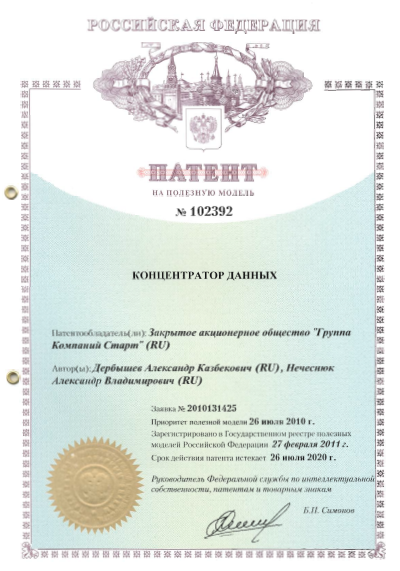 РОССИЙСКАЯ ФЕДЕРАЦИЯ
ПАТЕНТ
НА ПОЛЕЗНУЮ МОДЕЛЬ
№ 102392
КОНЦЕНТРАТОР ДАННЫХ
Патентообладатель(ли): Закрытое акционерное общество "Группа
Компаний Старт" (RU)
Автор(ы): Дербышев Александр Казбекович (RU), Нечеснюк
Александр Владимирович (RU)
Заявка № 2010131425
Приоритет полезной модели 26 июля 2010 г.
Зарегистрировано в Государственном реестре полезных
моделей Российской Федерации 27 февраля 2011 г.
Срок действия патента истекает 26 июля 2020 г.
Руководитель Федеральной службы по интеллектуальной
собственности, патентам и товарным знакам
Б.П. Симонов